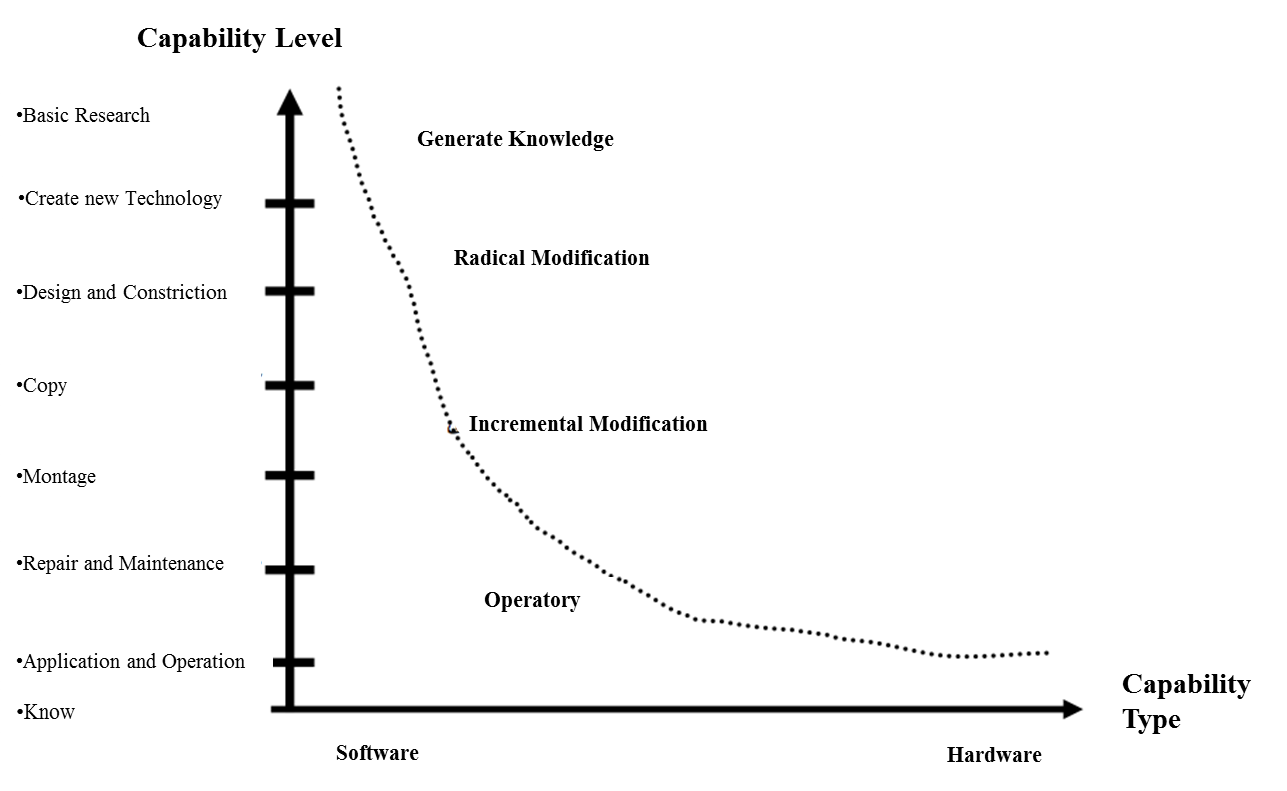 Capability Level
•Basic Research
Generate Knowledge
•Create new Technology
Radical Modification
•Design and Constriction
•Copy
Incremental Modification
•Montage
•Repair and Maintenance
Operatory
•Application and Operation
Capability
Type
•Know
Software
Hardware